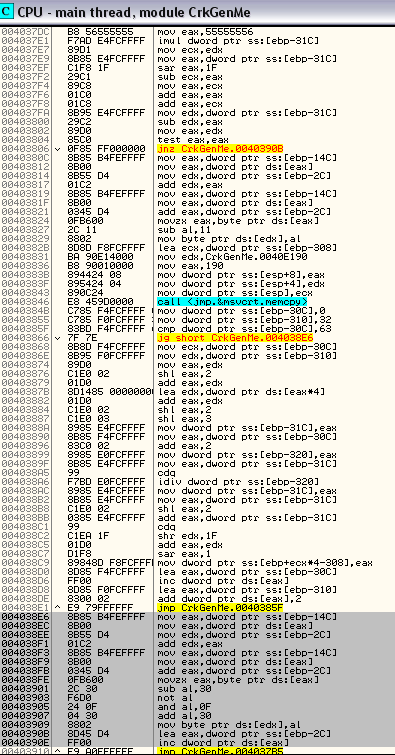 C CPU - main thread, module CrkGenMe
004037DC B8 56555555 mov eax,55555556
004037E1 F7AD E4FCFFFF imul dword ptr ss:[ebp-31C]
004037E7 89D1 mov ecx,edx
004037E9 8B85 E4FCFFFF mov eax,dword ptr ss:[ebp-31C]
004037EF C1F8 1F sar eax,1F
004037F2 29C1 sub ecx,eax
004037F4 89C8 mov eax,ecx
004037F6 01C0 add eax,eax
004037F8 01C8 add eax,ecx
004037FA 8B95 E4FCFFFF mov edx,dword ptr ss:[ebp-31C]
00403800 29C2 sub edx,eax
00403802 89D0 mov eax,edx
00403804 85C0 test eax,eax
00403806 0F85 FF000000 jnz CrkGenMe.0040390B
0040380C 8B85 B4FEFFFF mov eax,dword ptr ss:[ebp-14C]
00403812 8B00 mov eax,dword ptr ds:[eax]
00403814 8B55 D4 mov edx,dword ptr ss:[ebp-2C]
00403817 01C2 add edx,eax
00403819 8B85 B4FEFFFF mov eax,dword ptr ss:[ebp-14C]
0040381F 8B00 mov eax,dword ptr ds:[eax]
00403821 0345 D4 add eax,dword ptr ss:[ebp-2C]
00403824 0FB600 movzx eax,byte ptr ds:[eax]
00403827 2C 11 sub al,11
00403829 8802 mov byte ptr ds:[edx],al
0040382B 8D8D F8FCFFFF lea ecx,dword ptr ss:[ebp-308]
00403831 BA 90E14000 mov edx,CrkGenMe.0040E190
00403836 B8 90010000 mov eax,190
0040383B 894424 08 mov dword ptr ss:[esp+8],eax
0040383F 895424 04 mov dword ptr ss:[esp+4],edx
00403843 890C24 mov dword ptr ss:[esp],ecx
00403846 E8 459D0000 call <jmp.&msvcrt.memcpy>
0040384B C785 F4FCFFFF mov dword ptr ss:[ebp-30C],0
00403855 C785 F0FCFFFF mov dword ptr ss:[ebp-310],32
0040385F 83BD F4FCFFFF cmp dword ptr ss:[ebp-30C],63
00403866 7F 7E jg short CrkGenMe.004038E6
00403868 8B8D F4FCFFFF mov ecx,dword ptr ss:[ebp-30C]
0040386E 8B95 F0FCFFFF mov edx,dword ptr ss:[ebp-310]
00403874 89D0 mov eax,edx
00403876 C1E0 02 shl eax,2
00403879 01D0 add eax,edx
0040387B 8D1485 00000000 lea edx,dword ptr ds:[eax*4]
00403882 01D0 add eax,edx
00403884 C1E0 02 shl eax,2
00403887 C1E0 03 shl eax,3
0040388A 8985 E4FCFFFF mov dword ptr ss:[ebp-31C],eax
00403890 8B85 F4FCFFFF mov eax,dword ptr ss:[ebp-30C]
00403896 83C0 02 add eax,2
00403899 8985 E0FCFFFF mov dword ptr ss:[ebp-320],eax
0040389F 8B85 E4FCFFFF mov eax,dword ptr ss:[ebp-31C]
004038A5 99 cdq
004038A6 F7BD E0FCFFFF idiv dword ptr ss:[ebp-320]
004038AC 8985 E4FCFFFF mov dword ptr ss:[ebp-31C],eax
004038B2 8B85 E4FCFFFF mov eax,dword ptr ss:[ebp-31C]
004038B8 C1E0 02 shl eax,2
004038BB 0385 E4FCFFFF add eax,dword ptr ss:[ebp-31C]
004038C1 99 cdq
004038C2 C1EA 1F shr edx,1F
004038C5 01D0 add eax,edx
004038C7 D1F8 sar eax,1
004038C9 89848D F8FCFFFF mov dword ptr ss:[ebp+ecx*4-308],eax
004038D0 8D85 F4FCFFFF lea eax,dword ptr ss:[ebp-30C]
004038D6 FF00 inc dword ptr ds:[eax]
004038D8 8D85 F0FCFFFF lea eax,dword ptr ss:[ebp-310]
004038DE 8300 02 add dword ptr ds:[eax],2
004038E1 ^ E9 79FFFFFF jmp CrkGenMe.0040385F
004038E6 8B85 B4FEFFFF mov eax,dword ptr ss:[ebp-14C]
004038EC 8B00 mov eax,dword ptr ds:[eax]
004038EE 8B55 D4 mov edx,dword ptr ss:[ebp-2C]
004038F1 01C2 add edx,eax
004038F3 8B85 B4FEFFFF mov eax,dword ptr ss:[ebp-14C]
004038F9 8B00 mov eax,dword ptr ds:[eax]
004038FB 0345 D4 add eax,dword ptr ss:[ebp-2C]
004038FE 0FB600 movzx eax,byte ptr ds:[eax]
00403901 2C 30 sub al,30
00403903 F6D0 not al
00403905 24 0F and al,0F
00403907 04 30 add al,30
00403909 8802 mov byte ptr ds:[edx],al
0040390B 8D45 D4 lea eax,dword ptr ss:[ebp-2C]
0040390E FF00 inc dword ptr ds:[eax]
00403910 ^ E9 A0FEFFFF jmp CrkGenMe.004037B5